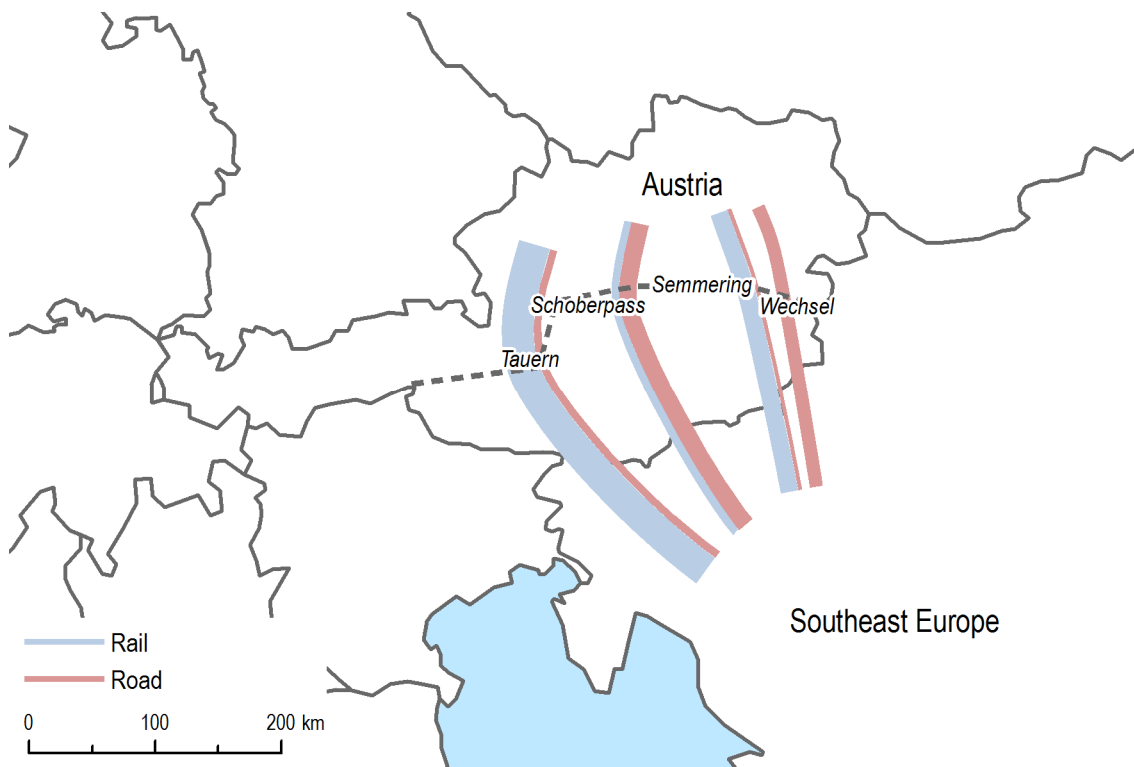 Austria
Semmering
Schoberpass
Wechsel
Tauern
Southeast Europe
Rail
Road
0 100 200 km